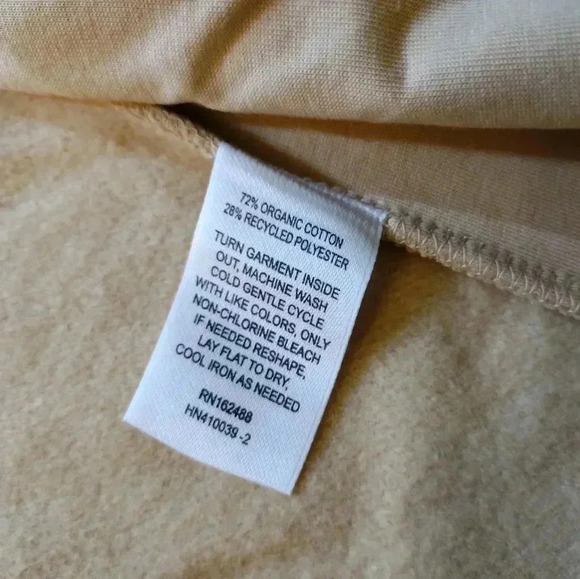 72% ORGANIC COTTON
28% RECYCLED POLYESTER
TURN GARMENT INSIDE
OUT, MACHINE WASH
COLD GENTLE CYCLE
WITH LIKE COLORS, ONLY
NON-CHLORINE BLEACH
IF NEEDED RESHAPE,
LAY FLAT TO DRY,
COOL IRON AS NEEDED
RN162488
HN410039-2